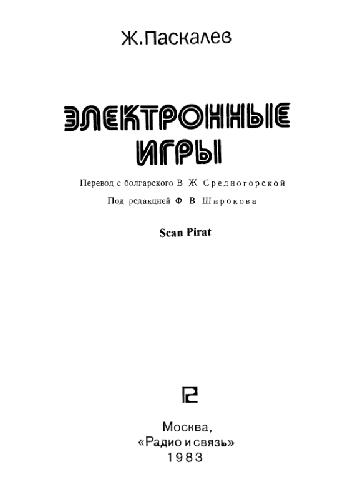 Ж. Паскалев
ЭЛЕКТРОННЫЕ
ИГРЫ
Перевод с болгарского В Ж Средногорской
Под редакцией Ф В Широкова
Scan Pirat
Москва,
«Радио и связь»
1983